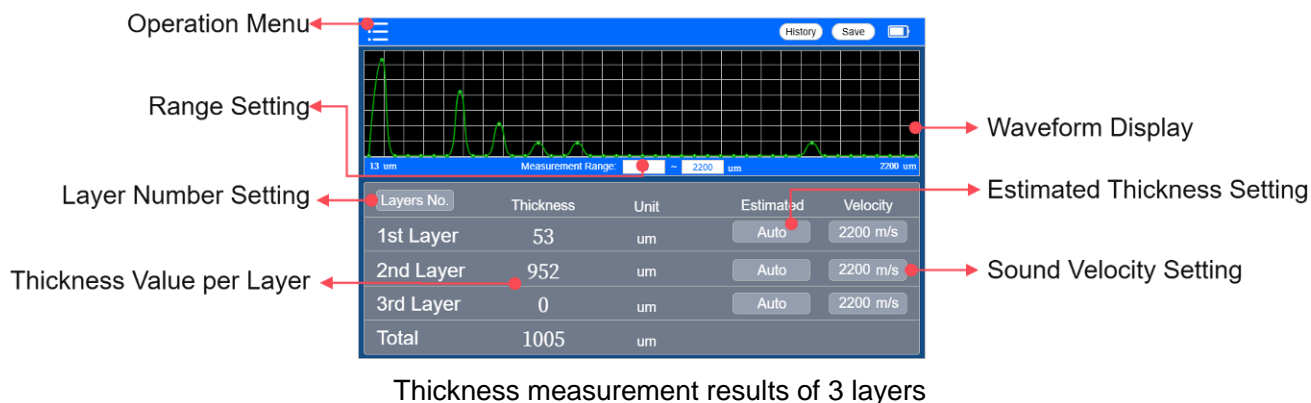 Operation Menu
History
Save
Range Setting
Waveform Display
13 um
Measurement Range:
~
2200
um
2200 um
Layer Number Setting
Estimated Thickness Setting
Layers No.
Thickness
Unit
Estimated
Velocity
1st Layer
53
um
Auto
2200 m/s
Thickness Value per Layer
Sound Velocity Setting
2nd Layer
952
um
Auto
2200 m/s
3rd Layer
0
um
Auto
2200 m/s
Total
1005
um
Thickness measurement results of 3 layers